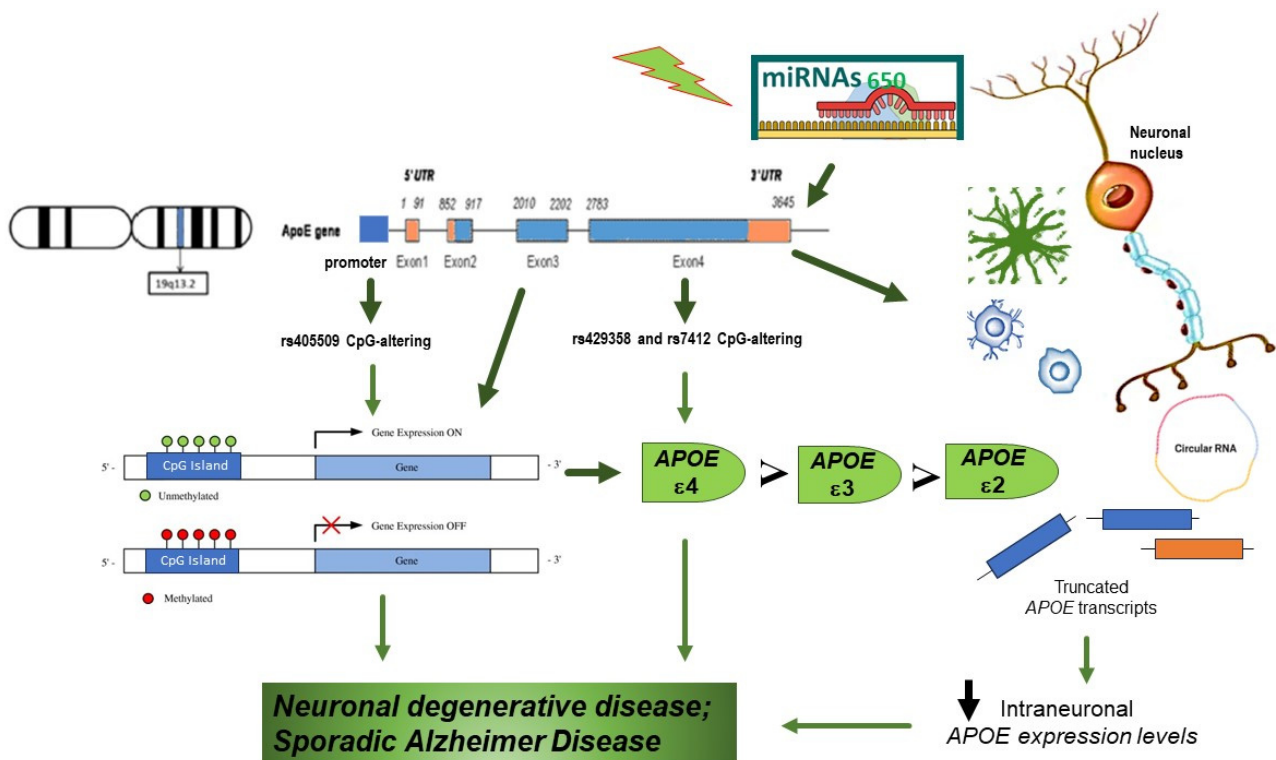 miRNAs 650
Neuronal
nucleus
5'UTR
3'UTR
1 91 852 917 2010 2202 2783 3645
ApoE gene
promoter Exon1 Exon2 Exon3 Exon4
19q13.2
rs405509 CpG-altering
rs429358 and rs7412 CpG-altering
Gene Expression ON
5' - CpG Island Gene - 3'
Unmethylated
Gene Expression OFF
5' - CpG Island Gene - 3'
Methylated
APOE
ε4
>
APOE
ε3
>
APOE
ε2
Circular RNA
Truncated
APOE transcripts
Intraneuronal
APOE expression levels
Neuronal degenerative disease;
Sporadic Alzheimer Disease